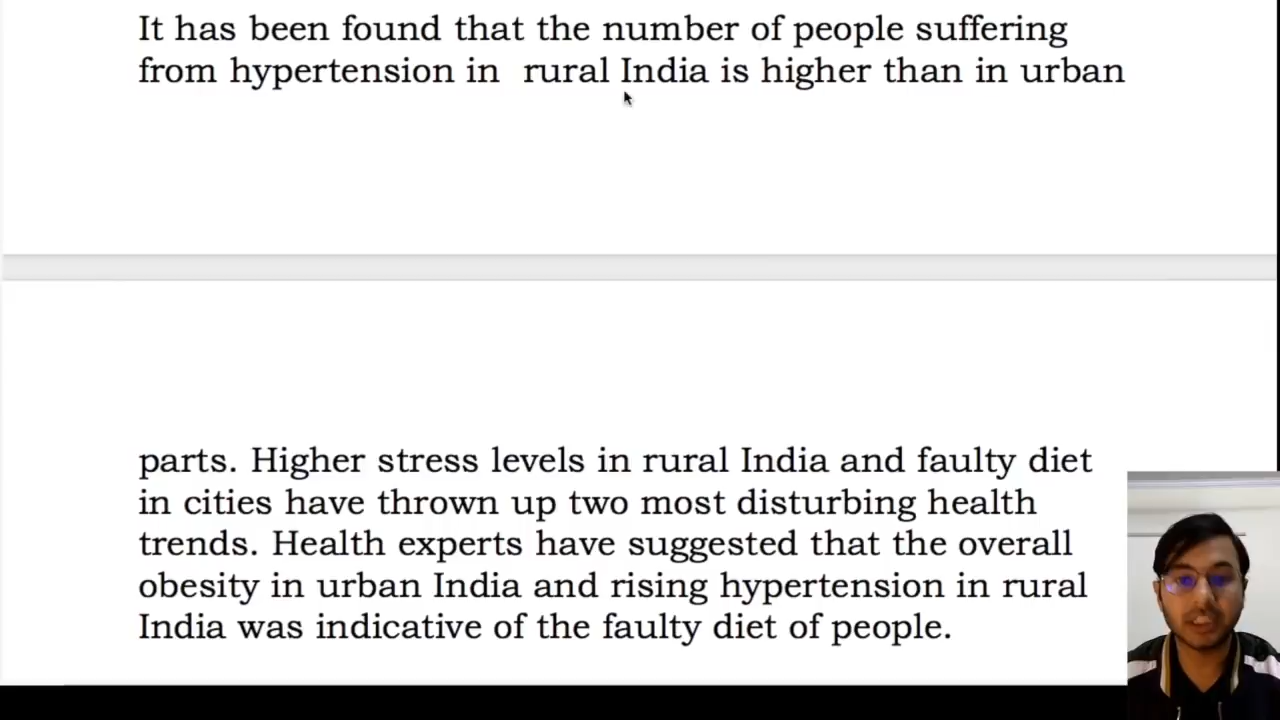 It has been found that the number of people suffering
from hypertension in  rural India is higher than in urban
parts. Higher stress levels in rural India and faulty diet
in cities have thrown up two most disturbing health
trends. Health experts have suggested that the overall
obesity in urban India and rising hypertension in rural
India was indicative of the faulty diet of people.